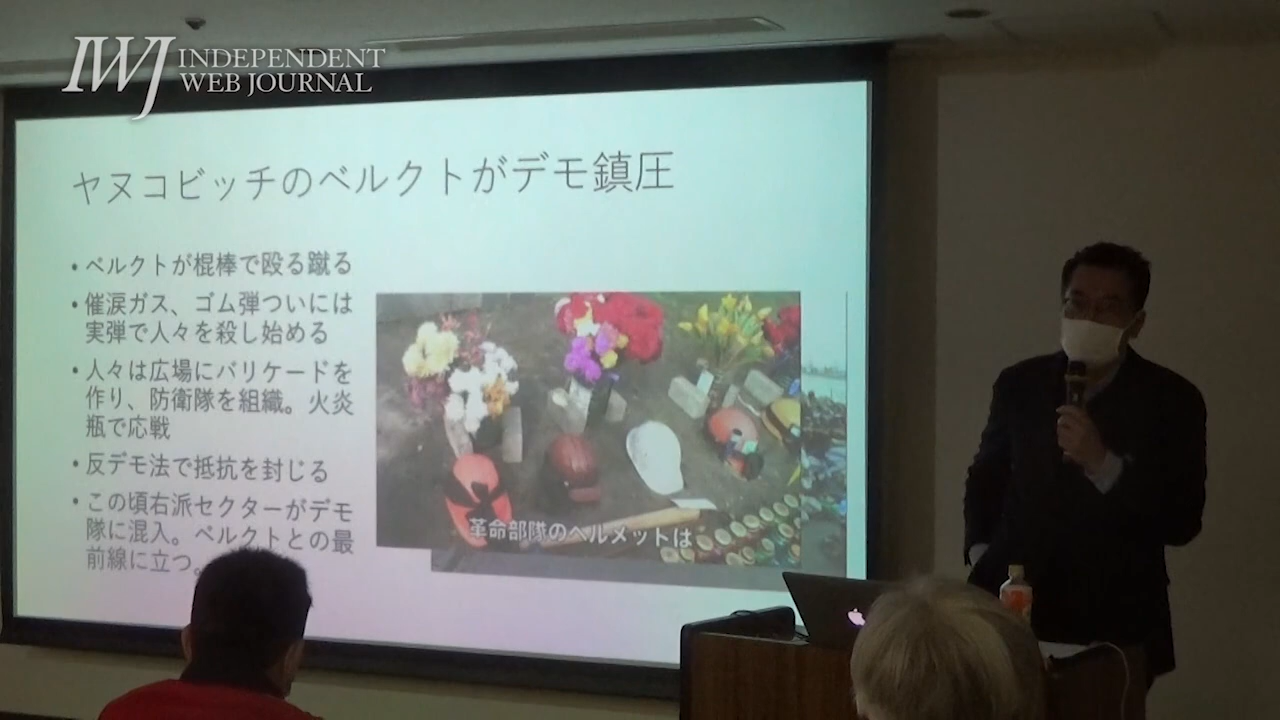 IWJ INDEPENDENT
WEB JOURNAL
ヤヌコビッチのベルクトがデモ鎮圧
• ベルクトが棍棒で殴る蹴る
• 催涙ガス、ゴム弾ついには
実弾で人々を殺し始める
• 人々は広場にバリケードを
作り、防衛隊を組織。火炎
瓶で応戦
• 反デモ法で抵抗を封じる
• この頃右派セクターがデモ
隊に混入。ベルクトとの最
前線に立つ。
革命部隊のヘルメットは